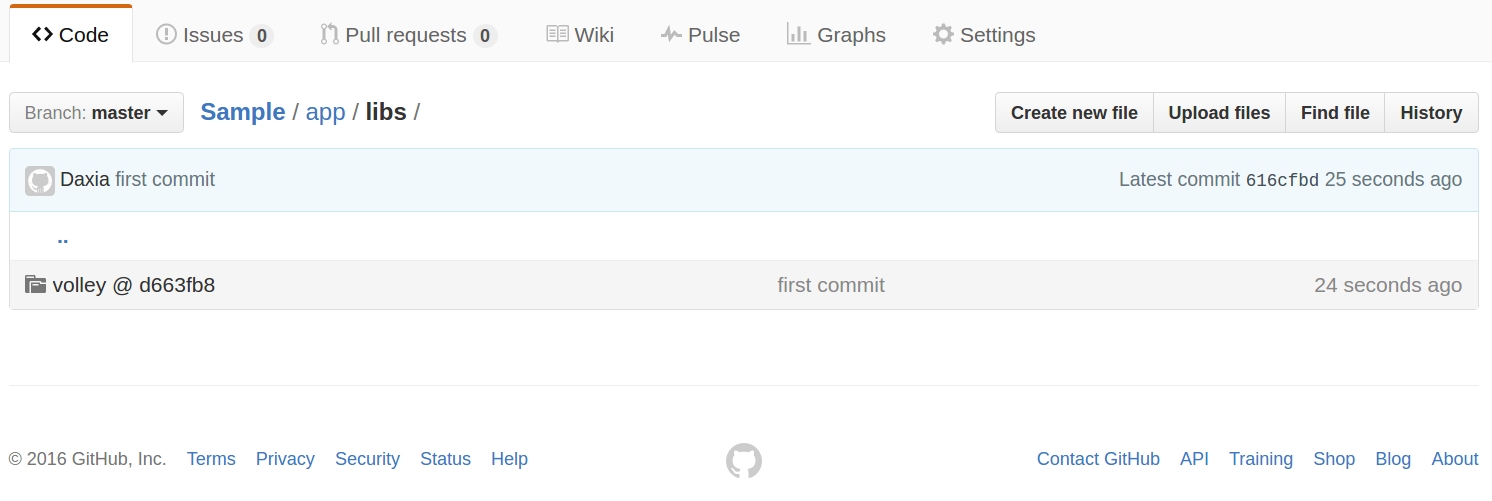 Code Issues 0 Pull requests 0 Wiki Pulse Graphs Settings
Branch: master Sample / app / libs / Create new file Upload files Find file History
Daxia first commit Latest commit 616cfbd 25 seconds ago
..
volley @ d663fb8 first commit 24 seconds ago
© 2016 GitHub, Inc. Terms Privacy Security Status Help Contact GitHub API Training Shop Blog About